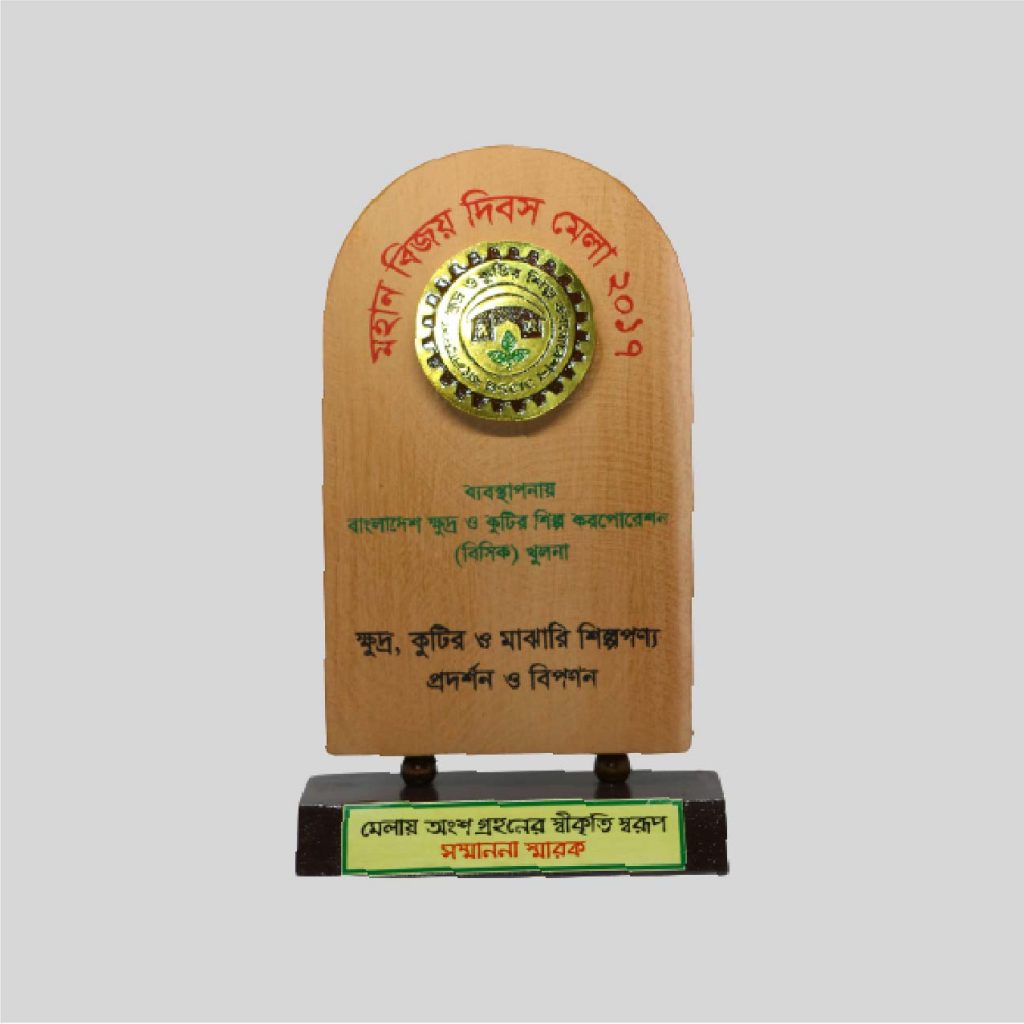 মহান বিজয় দিবস মেলা ২০১৭
ক্ষুদ্র ও কুটির শিল্প
ব্যবস্থাপনায়
বাংলাদেশ ক্ষুদ্র ও কুটির শিল্প করপোরেশন
(বিসিক) খুলনা
ক্ষুদ্র, কুটির ও মাঝারি শিল্পপণ্য
প্রদর্শন ও বিপণন
মেলায় অংশ গ্রহনের স্বীকৃতি স্বরূপ
সম্মাননা স্মারক